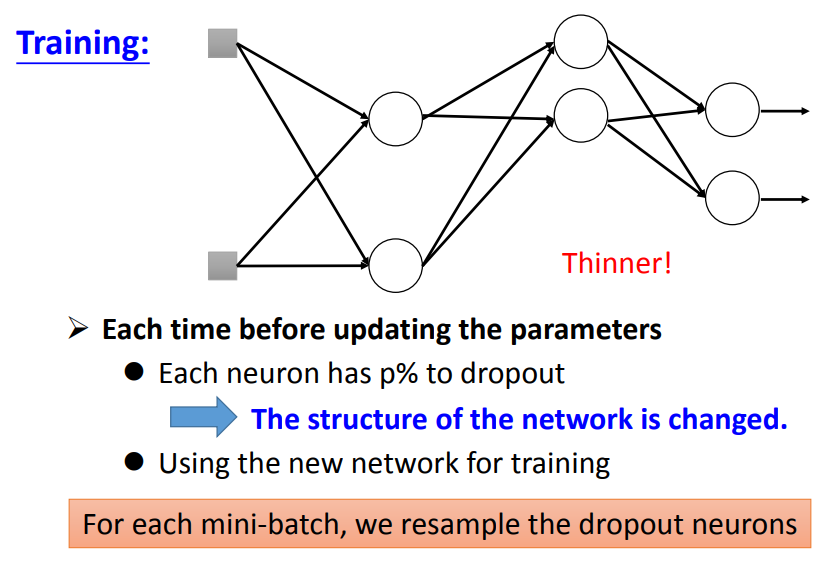 Training:
Thinner!
➢ Each time before updating the parameters
● Each neuron has p% to dropout
The structure of the network is changed.
● Using the new network for training
For each mini-batch, we resample the dropout neurons